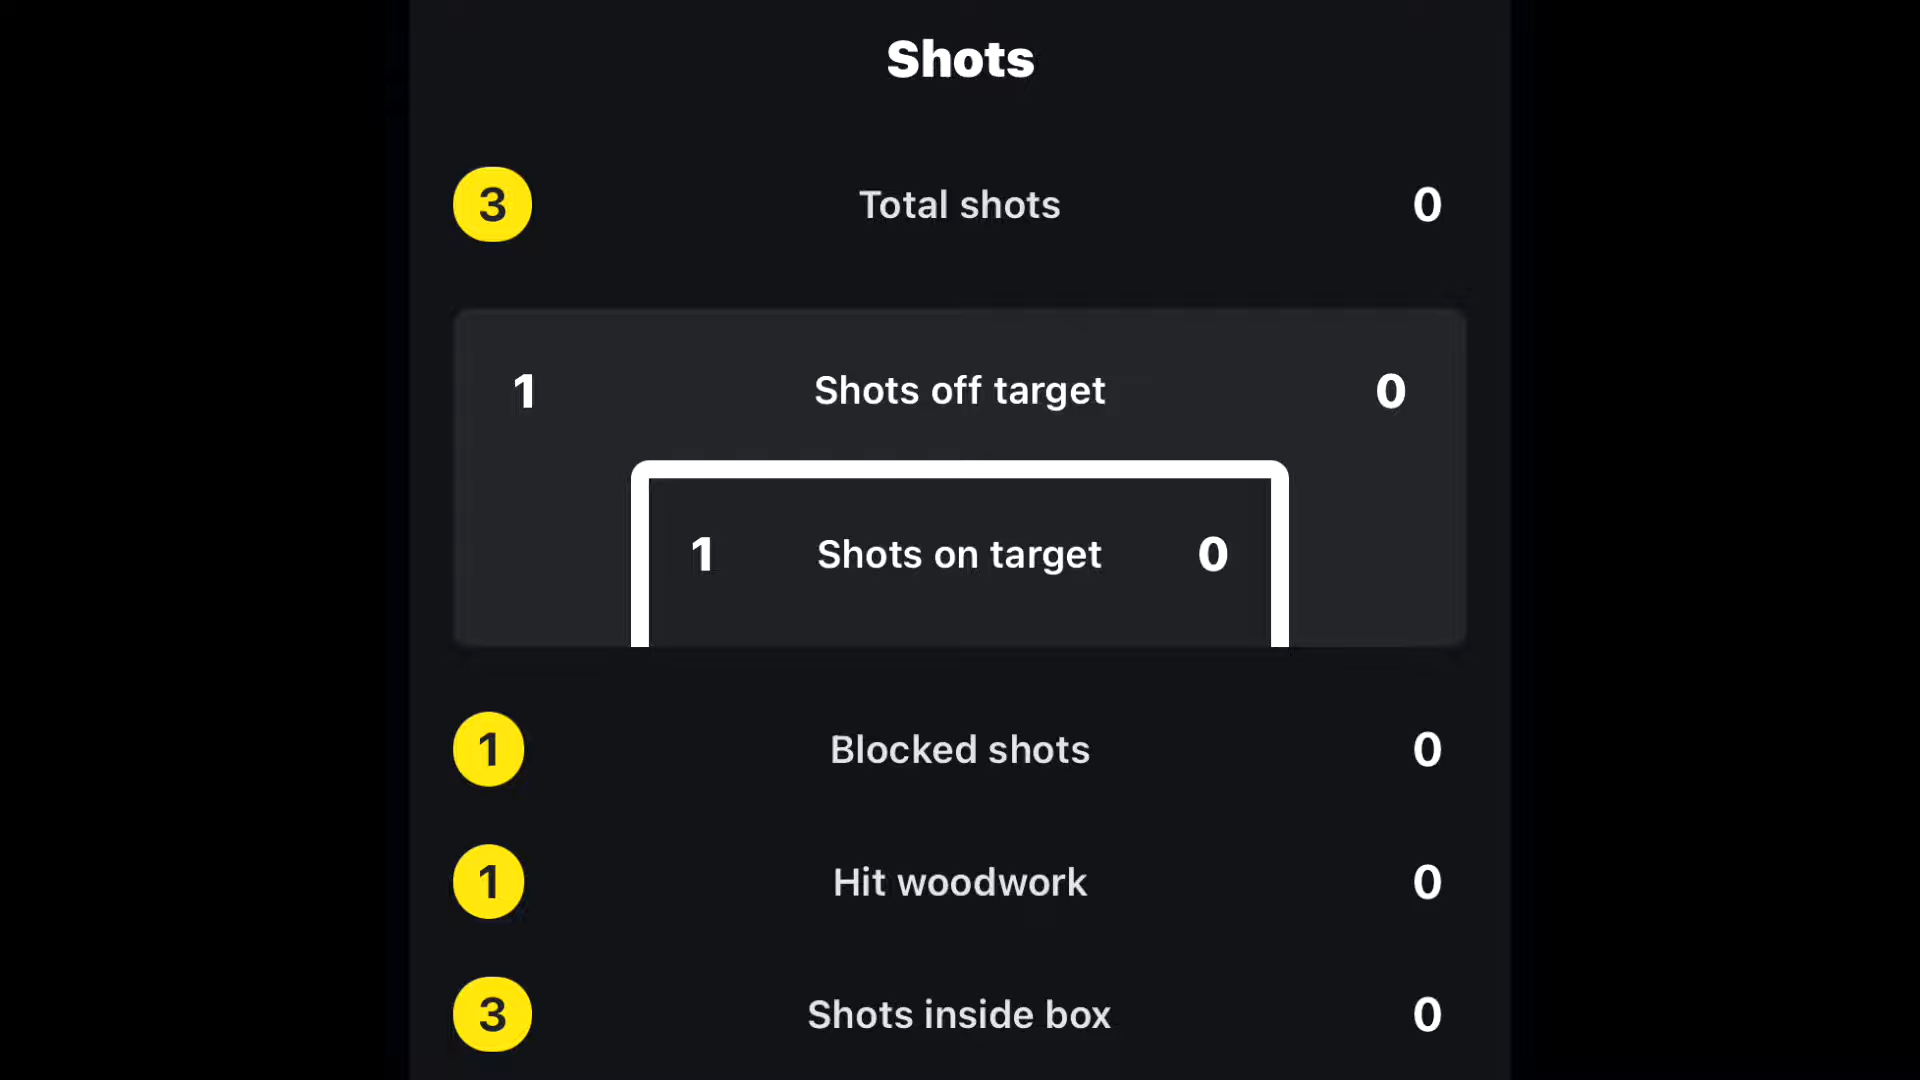 Shots
3 Total shots 0
1 Shots off target 0
1 Shots on target 0
1 Blocked shots 0
1 Hit woodwork 0
3 Shots inside box 0